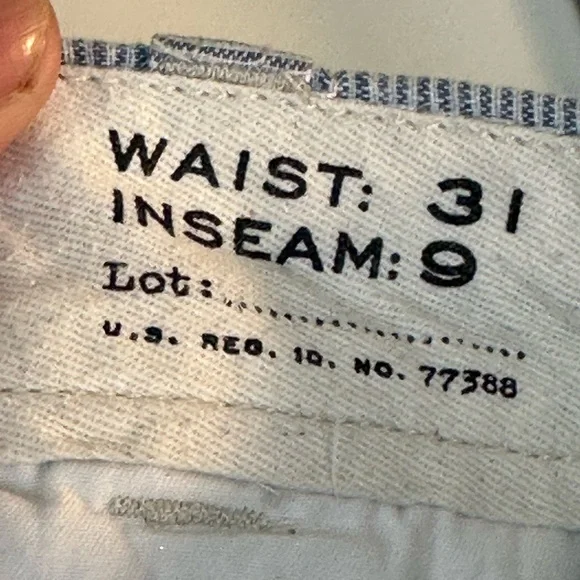 WAIST: 31
INSEAM: 9
Lot:....................
U.S. REG. ID. NO. 77388